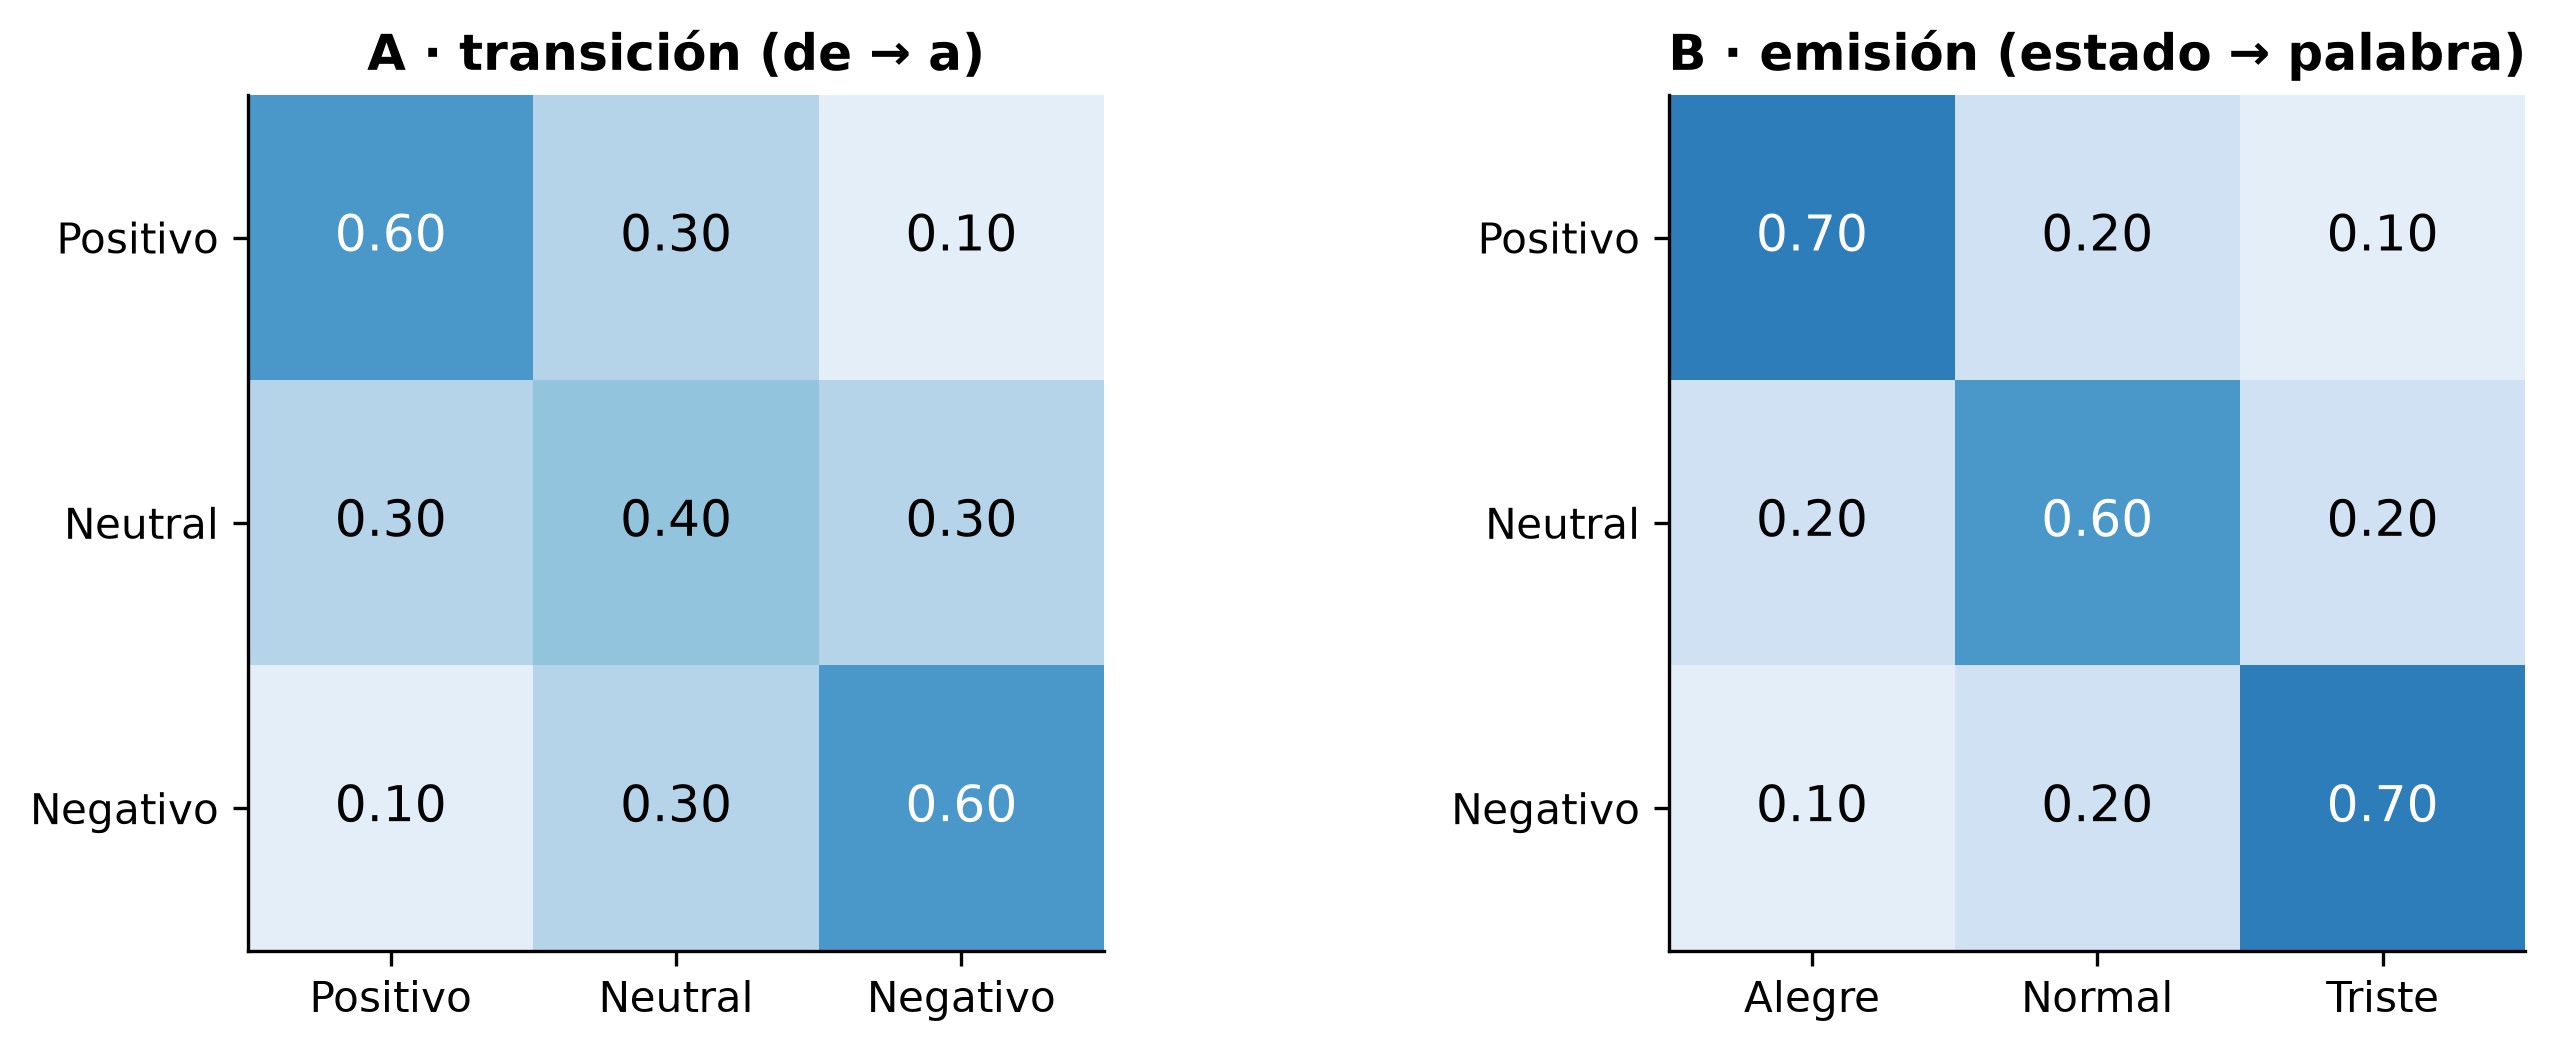 A · transición (de → a)
Positivo 0.60 0.30 0.10
Neutral 0.30 0.40 0.30
Negativo 0.10 0.30 0.60
Positivo Neutral Negativo
B · emisión (estado → palabra)
Positivo 0.70 0.20 0.10
Neutral 0.20 0.60 0.20
Negativo 0.10 0.20 0.70
Alegre Normal Triste